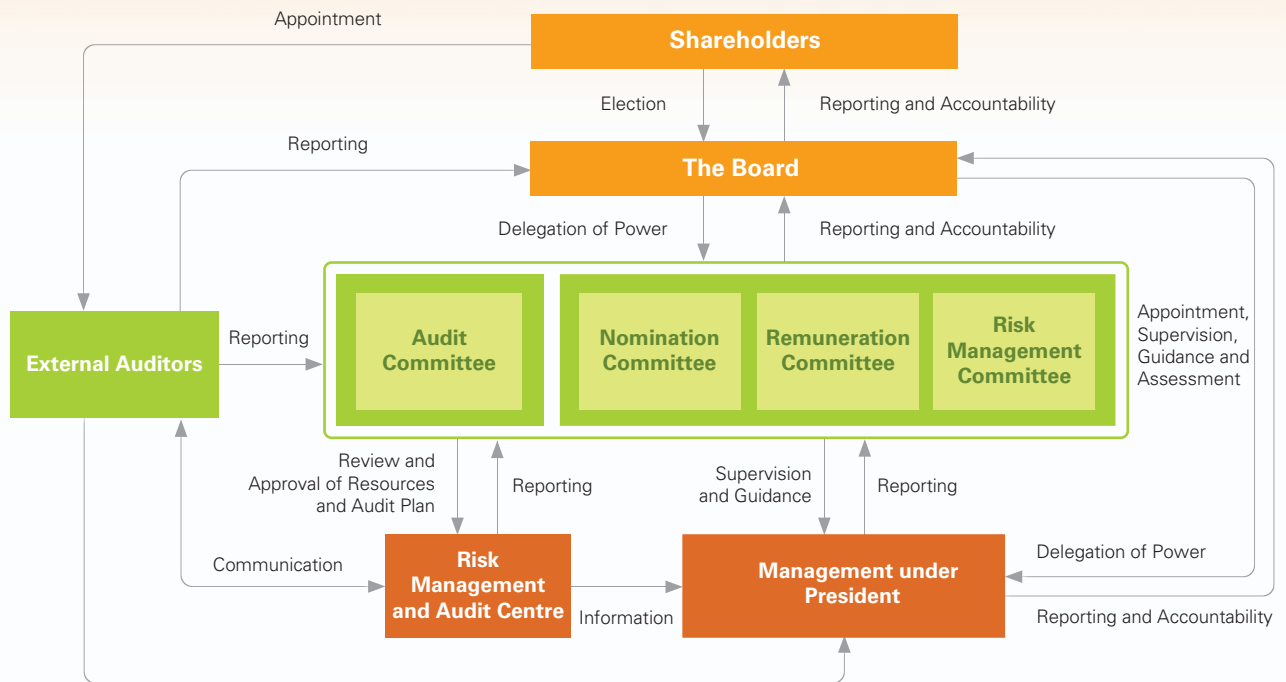 Appointment
Shareholders
Election
Reporting and Accountability
Reporting
The Board
Delegation of Power
Reporting and Accountability
External Auditors
Reporting
Audit
Committee
Nomination
Committee
Remuneration
Committee
Risk
Management
Committee
Appointment,
Supervision,
Guidance and
Assessment
Review and
Approval of Resources
and Audit Plan
Reporting
Supervision
and Guidance
Reporting
Communication
Risk
Management
and Audit Centre
Information
Management under
President
Delegation of Power
Reporting and Accountability